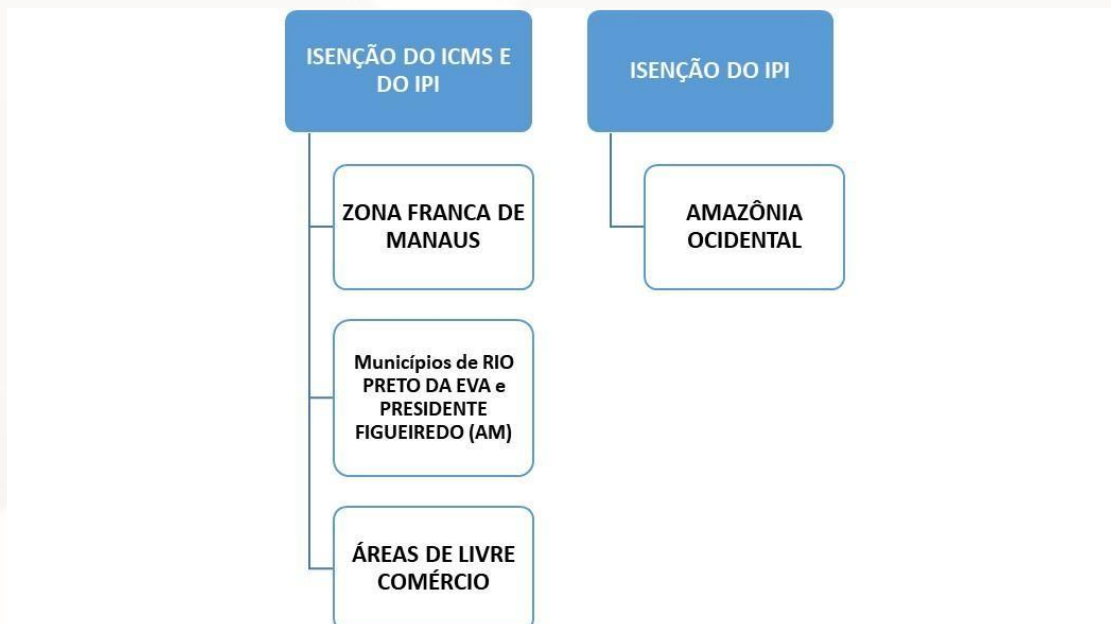 ISENÇÃO DO ICMS E
DO IPI
ZONA FRANCA DE
MANAUS
Municípios de RIO
PRETO DA EVA e
PRESIDENTE
FIGUEIREDO (AM)
ÁREAS DE LIVRE
COMÉRCIO
ISENÇÃO DO IPI
AMAZÔNIA
OCIDENTAL